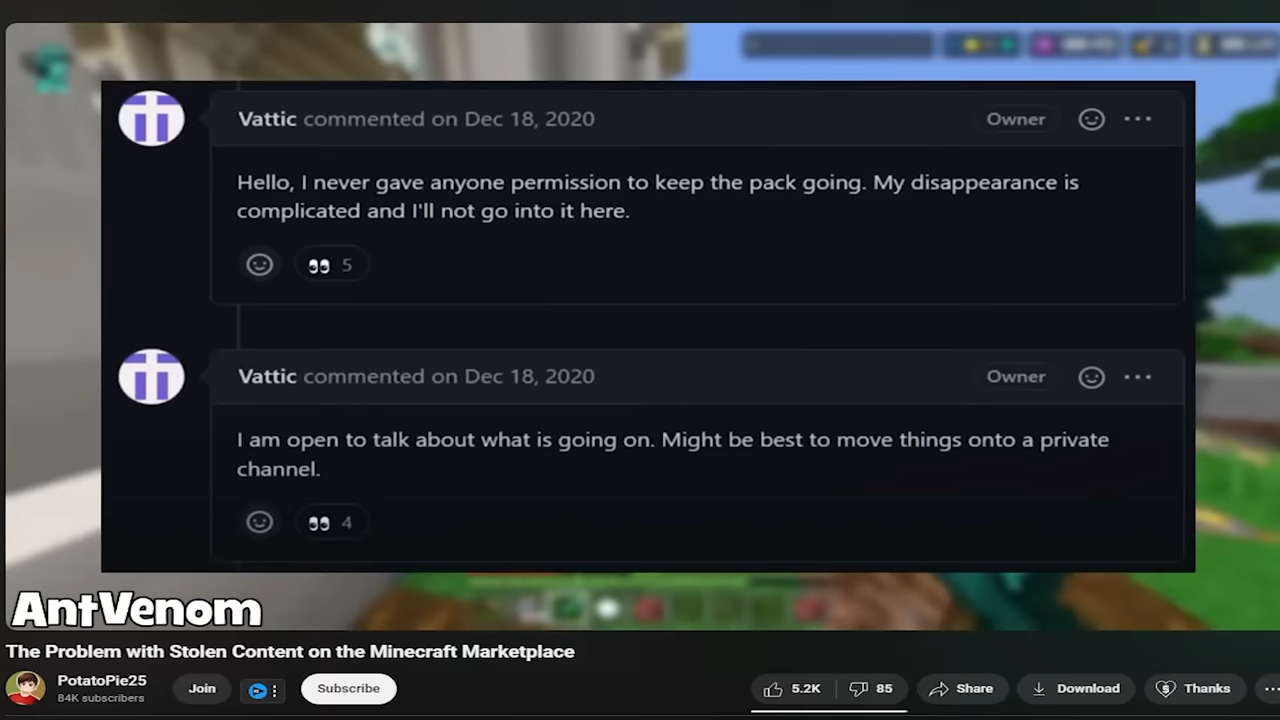 Vattic commented on Dec 18, 2020
Owner
Hello, I never gave anyone permission to keep the pack going. My disappearance is
complicated and I'll not go into it here.
5
Vattic commented on Dec 18, 2020
Owner
I am open to talk about what is going on. Might be best to move things onto a private
channel.
4
AntVenom
The Problem with Stolen Content on the Minecraft Marketplace
PotatoPie25
84K subscribers
Join
Subscribe
5.2K
85
Share
Download
Thanks